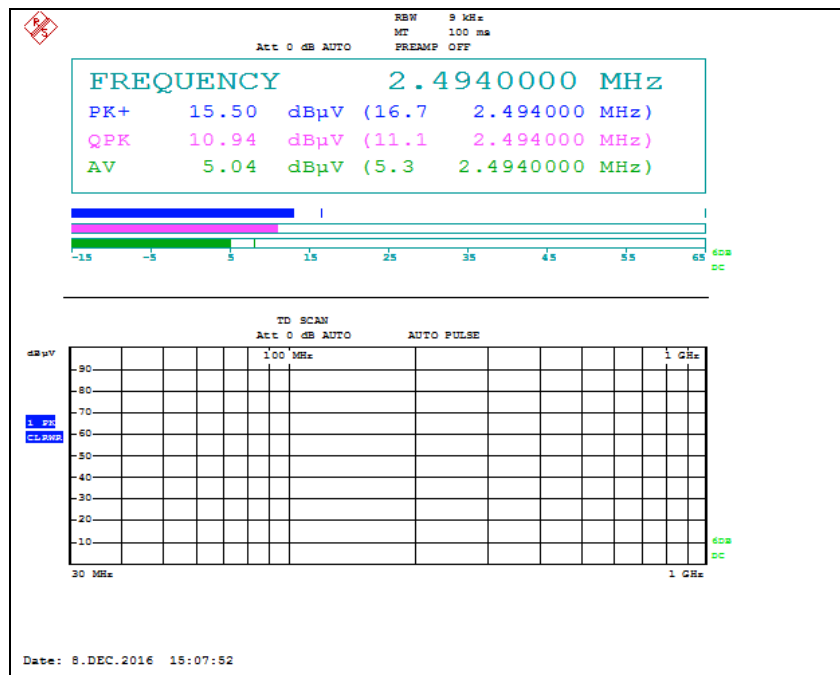 R S
RBW 9 kHz
MT 100 ms
Att 0 dB AUTO PREAMP OFF
FREQUENCY 2.4940000 MHz
PK+ 15.50 dBµV (16.7 2.494000 MHz)
QPK 10.94 dBµV (11.1 2.494000 MHz)
AV 5.04 dBµV (5.3 2.4940000 MHz)
-15 -5 5 15 25 35 45 55 65
6DB
DC
TD SCAN
Att 0 dB AUTO AUTO PULSE
dBµV
100 MHz 1 GHz
90
80
70
1 PK
60
CLRWR
50
40
30
20
10
6DB
DC
30 MHz 1 GHz
Date: 8.DEC.2016 15:07:52